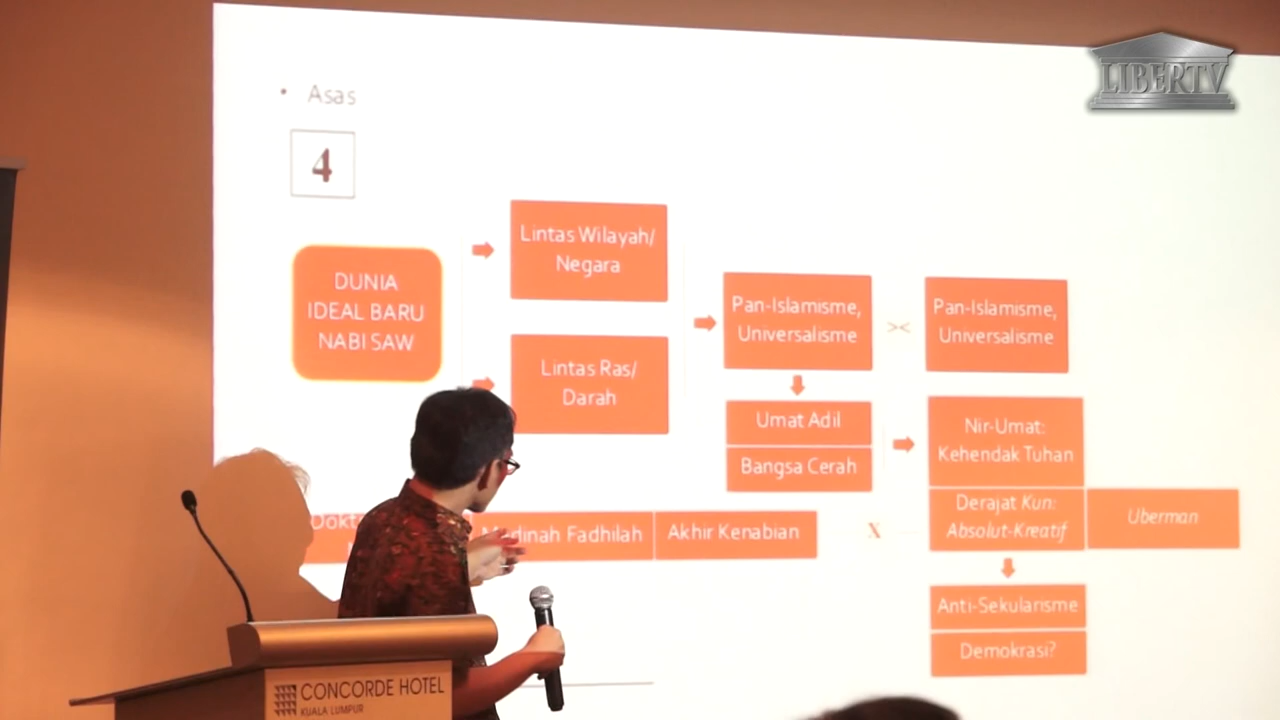 LIBERTV
• Asas
4
DUNIA
IDEAL BARU
NABI SAW
Lintas Wilayah/
Negara
Lintas Ras/
Darah
Pan-Islamisme,
Universalisme
><
Pan-Islamisme,
Universalisme
Umat Adil
Bangsa Cerah
Nir-Umat:
Kehendak Tuhan
Derajat Kun:
Absolut-Kreatif
Uberman
Fadhilah
Akhir Kenabian
X
Anti-Sekularisme
Demokrasi?
CONCORDE HOTEL
KUALA LUMPUR